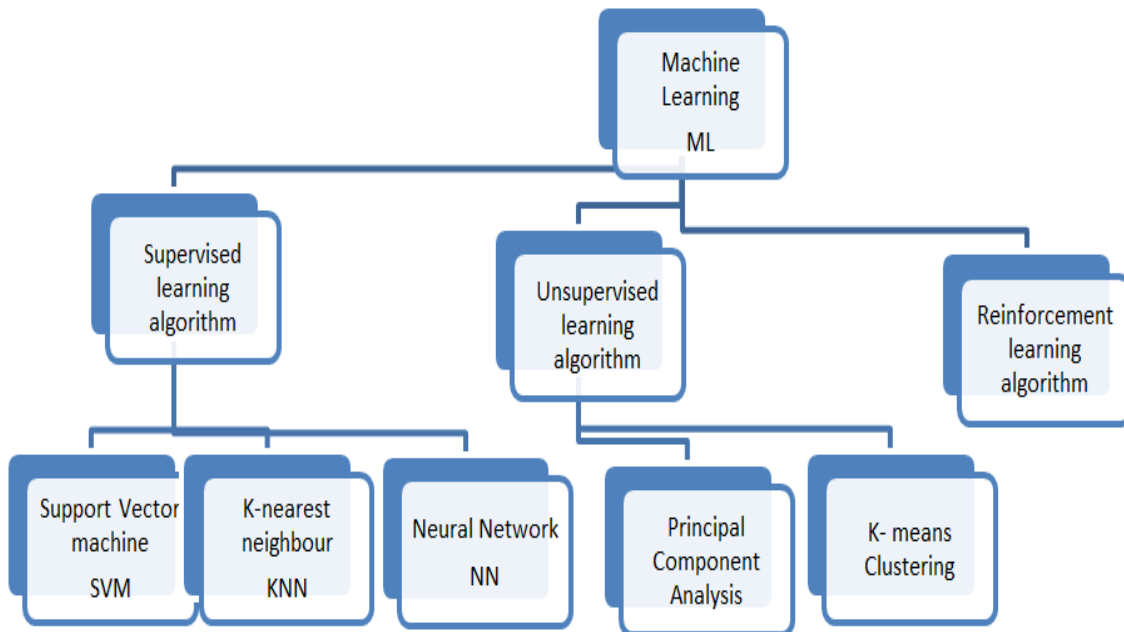 Machine
Learning
ML
Supervised
learning
algorithm
Unsupervised
learning
algorithm
Reinforcement
learning
algorithm
Support Vector
machine
SVM
K-nearest
neighbour
KNN
Neural Network
NN
Principal
Component
Analysis
K- means
Clustering